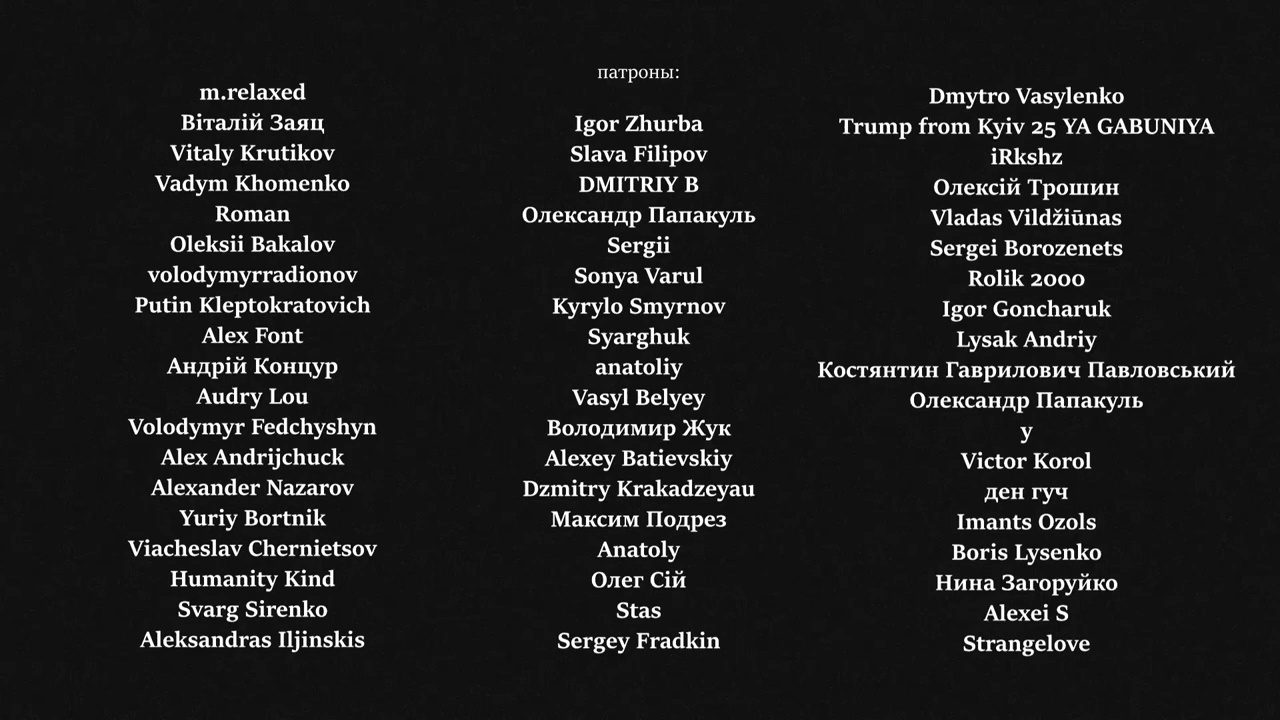 патроны:
m.relaxed
Віталій Заяц
Vitaly Krutikov
Vadym Khomenko
Roman
Oleksii Bakalov
volodymyrradionov
Putin Kleptokratovich
Alex Font
Андрій Концур
Audry Lou
Volodymyr Fedchyshyn
Alex Andrijchuck
Alexander Nazarov
Yuriy Bortnik
Viacheslav Chernietsov
Humanity Kind
Svarg Sirenko
Aleksandras Iljinskis
Igor Zhurba
Slava Filipov
DMITRIY B
Олександр Папакуль
Sergii
Sonya Varul
Kyrylo Smyrnov
Syarghuk
anatoliy
Vasyl Belyey
Володимир Жук
Alexey Batievskiy
Dzmitry Krakadzeyau
Максим Подрез
Anatoly
Олег Сій
Stas
Sergey Fradkin
Dmytro Vasylenko
Trump from Kyiv 25 YA GABUNIYA
iRkshz
Олексій Трошин
Vladas Vildžiūnas
Sergei Borozenets
Rolik 2000
Igor Goncharuk
Lysak Andriy
Костянтин Гаврилович Павловський
Олександр Папакуль
y
Victor Korol
ден гуч
Imants Ozols
Boris Lysenko
Нина Загоруйко
Alexei S
Strangelove